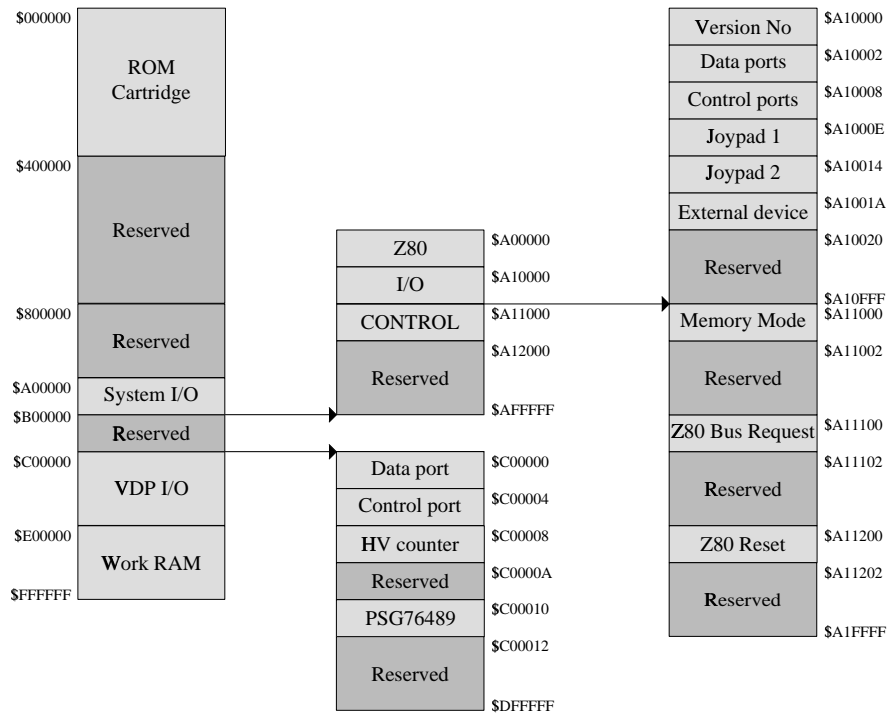 $000000
ROM
Cartridge
$400000
Reserved
$800000
Reserved
$A00000
System I/O
$B00000
Reserved
$C00000
VDP I/O
$E00000
Work RAM
$FFFFFF
Z80
$A00000
I/O
$A10000
CONTROL
$A11000
$A12000
Reserved
$AFFFFF
Data port
$C00000
Control port
$C00004
HV counter
$C00008
Reserved
$C0000A
PSG76489
$C00010
$C00012
Reserved
$DFFFFF
Version No
$A10000
Data ports
$A10002
Control ports
$A10008
Joypad 1
$A1000E
Joypad 2
$A10014
External device
$A1001A
$A10020
Reserved
$A10FFF
Memory Mode
$A11000
$A11002
Reserved
Z80 Bus Request
$A11100
$A11102
Reserved
Z80 Reset
$A11200
$A11202
Reserved
$A1FFFF